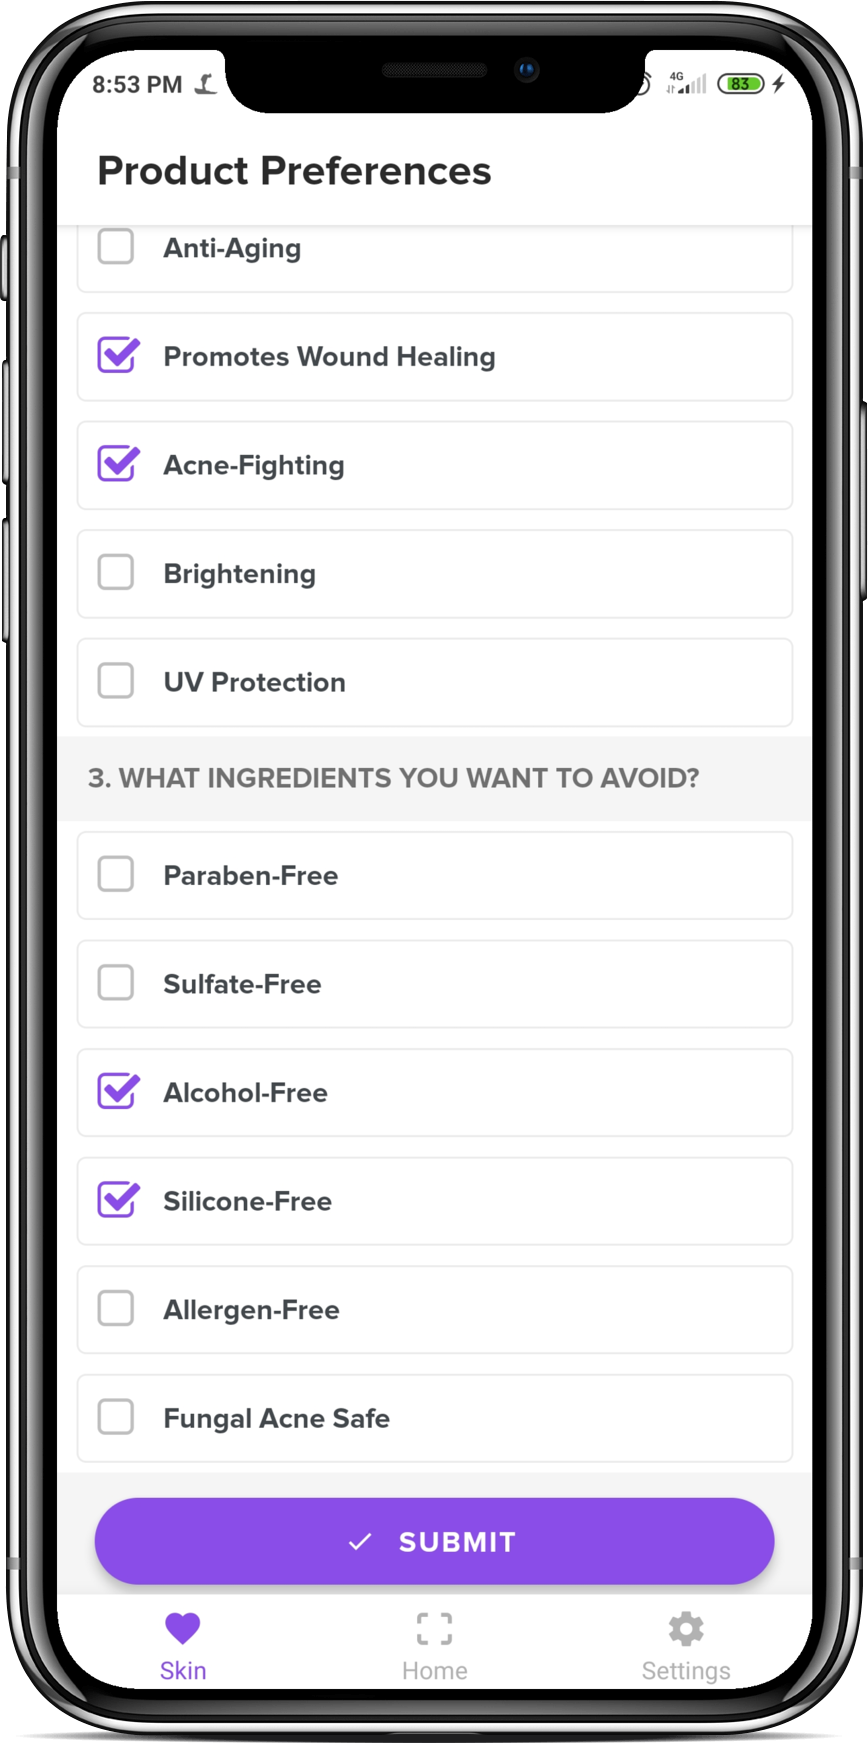 8:53 PM
4G
83
Product Preferences
Anti-Aging
Promotes Wound Healing
Acne-Fighting
Brightening
UV Protection
3. WHAT INGREDIENTS YOU WANT TO AVOID?
Paraben-Free
Sulfate-Free
Alcohol-Free
Silicone-Free
Allergen-Free
Fungal Acne Safe
SUBMIT
Skin
Home
Settings